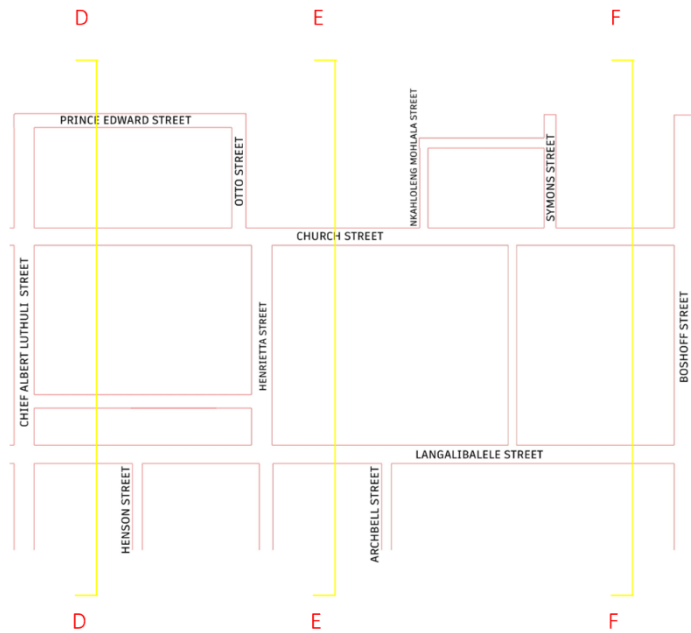 D
E
F
PRINCE EDWARD STREET
OTTO STREET
NKAHLOLENG MOHLALA STREET
SYMONS STREET
CHURCH STREET
CHIEF ALBERT LUTHULI STREET
HENRIETTA STREET
BOSHOFF STREET
LANGALIBALELE STREET
HENSON STREET
ARCHBELL STREET
D
E
F